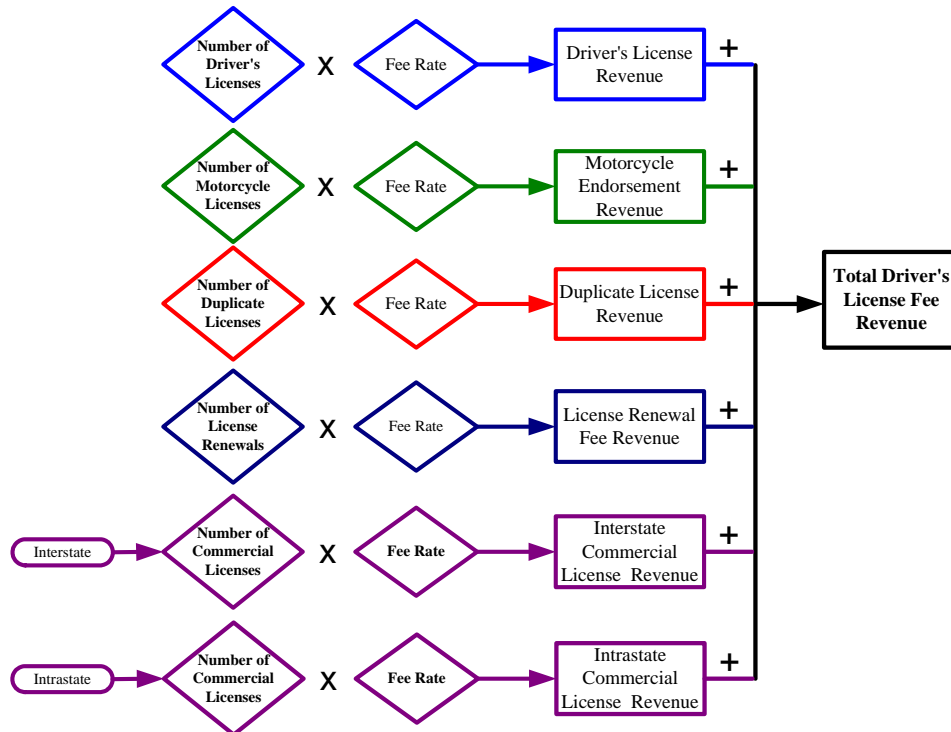 Number of
Driver's
Licenses
X
Fee Rate
Driver's License
Revenue
+
Number of
Motorcycle
Licenses
X
Fee Rate
Motorcycle
Endorsement
Revenue
+
Number of
Duplicate
Licenses
X
Fee Rate
Duplicate License
Revenue
+
Total Driver's
License Fee
Revenue
Number of
License
Renewals
X
Fee Rate
License Renewal
Fee Revenue
+
Interstate
Number of
Commercial
Licenses
X
Fee Rate
Interstate
Commercial
License Revenue
+
Intrastate
Number of
Commercial
Licenses
X
Fee Rate
Intrastate
Commercial
License Revenue
+